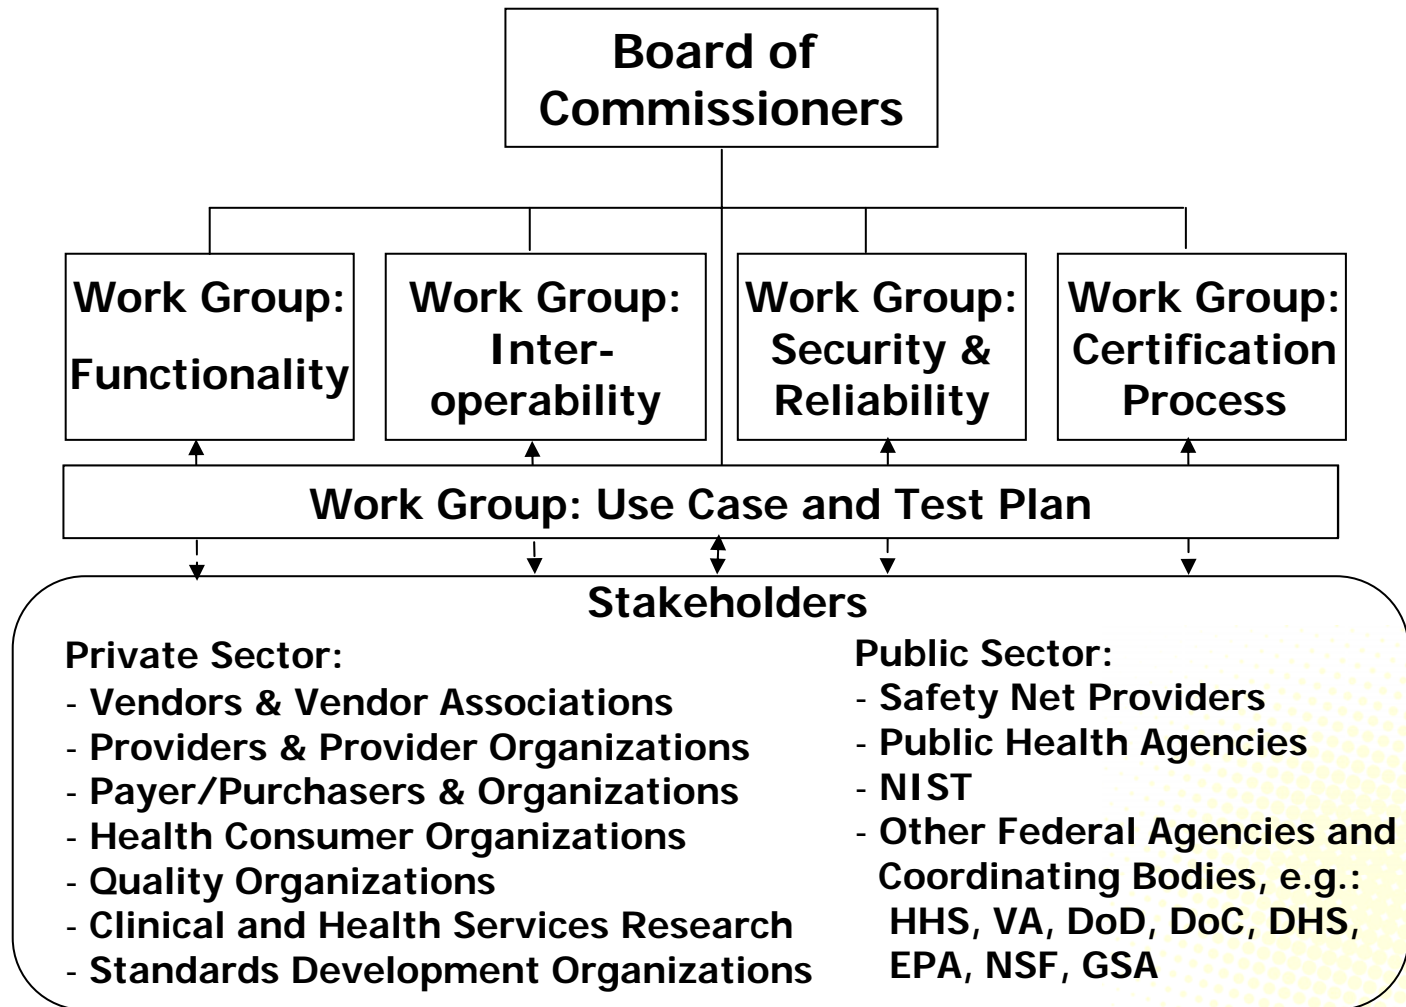 Board of
Commissioners
Work Group:
Functionality
Work Group:
Inter-
operability
Work Group:
Security &
Reliability
Work Group:
Certification
Process
Work Group: Use Case and Test Plan
Stakeholders
Private Sector:
- Vendors & Vendor Associations
- Providers & Provider Organizations
- Payer/Purchasers & Organizations
- Health Consumer Organizations
- Quality Organizations
- Clinical and Health Services Research
- Standards Development Organizations
Public Sector:
- Safety Net Providers
- Public Health Agencies
- NIST
- Other Federal Agencies and
Coordinating Bodies, e.g.:
HHS, VA, DoD, DoC, DHS,
EPA, NSF, GSA